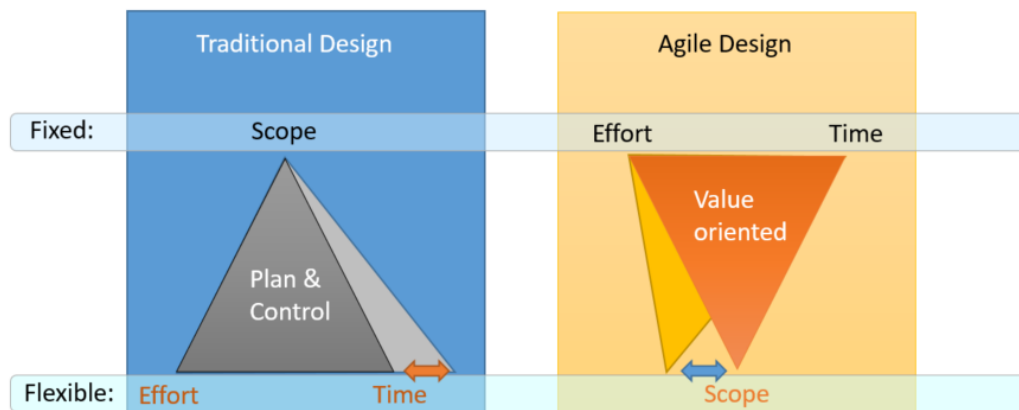 Traditional Design
Agile Design
Fixed:
Scope
Effort
Time
Plan &
Control
Value
oriented
Flexible:
Effort
Time
Scope